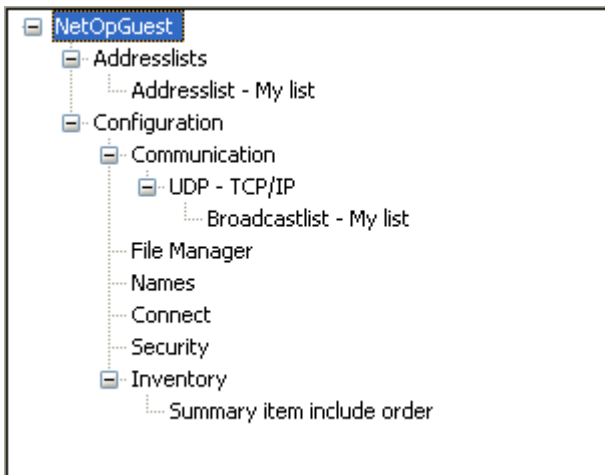 NetOpGuest
Addresslists
Addresslist - My list
Configuration
Communication
UDP - TCP/IP
Broadcastlist - My list
File Manager
Names
Connect
Security
Inventory
Summary item include order